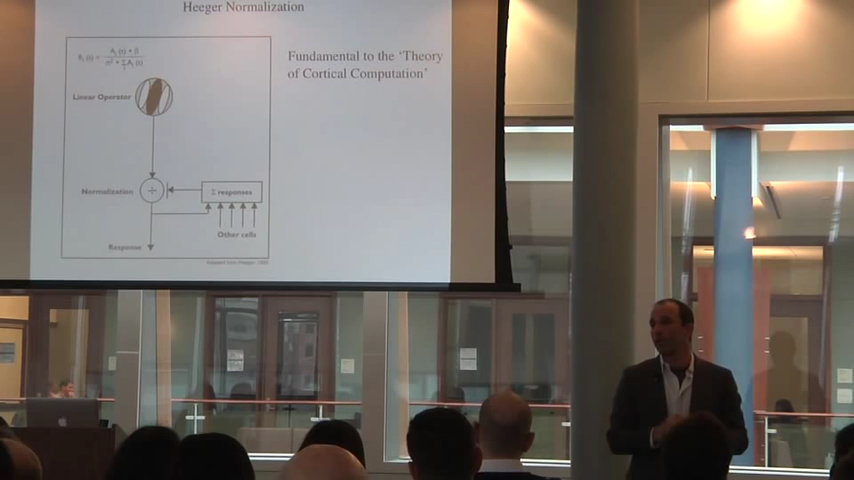 Heeger Normalization
Fundamental to the ‘Theory
of Cortical Computation’
Linear Operator
Normalization
Σ responses
Other cells
Response